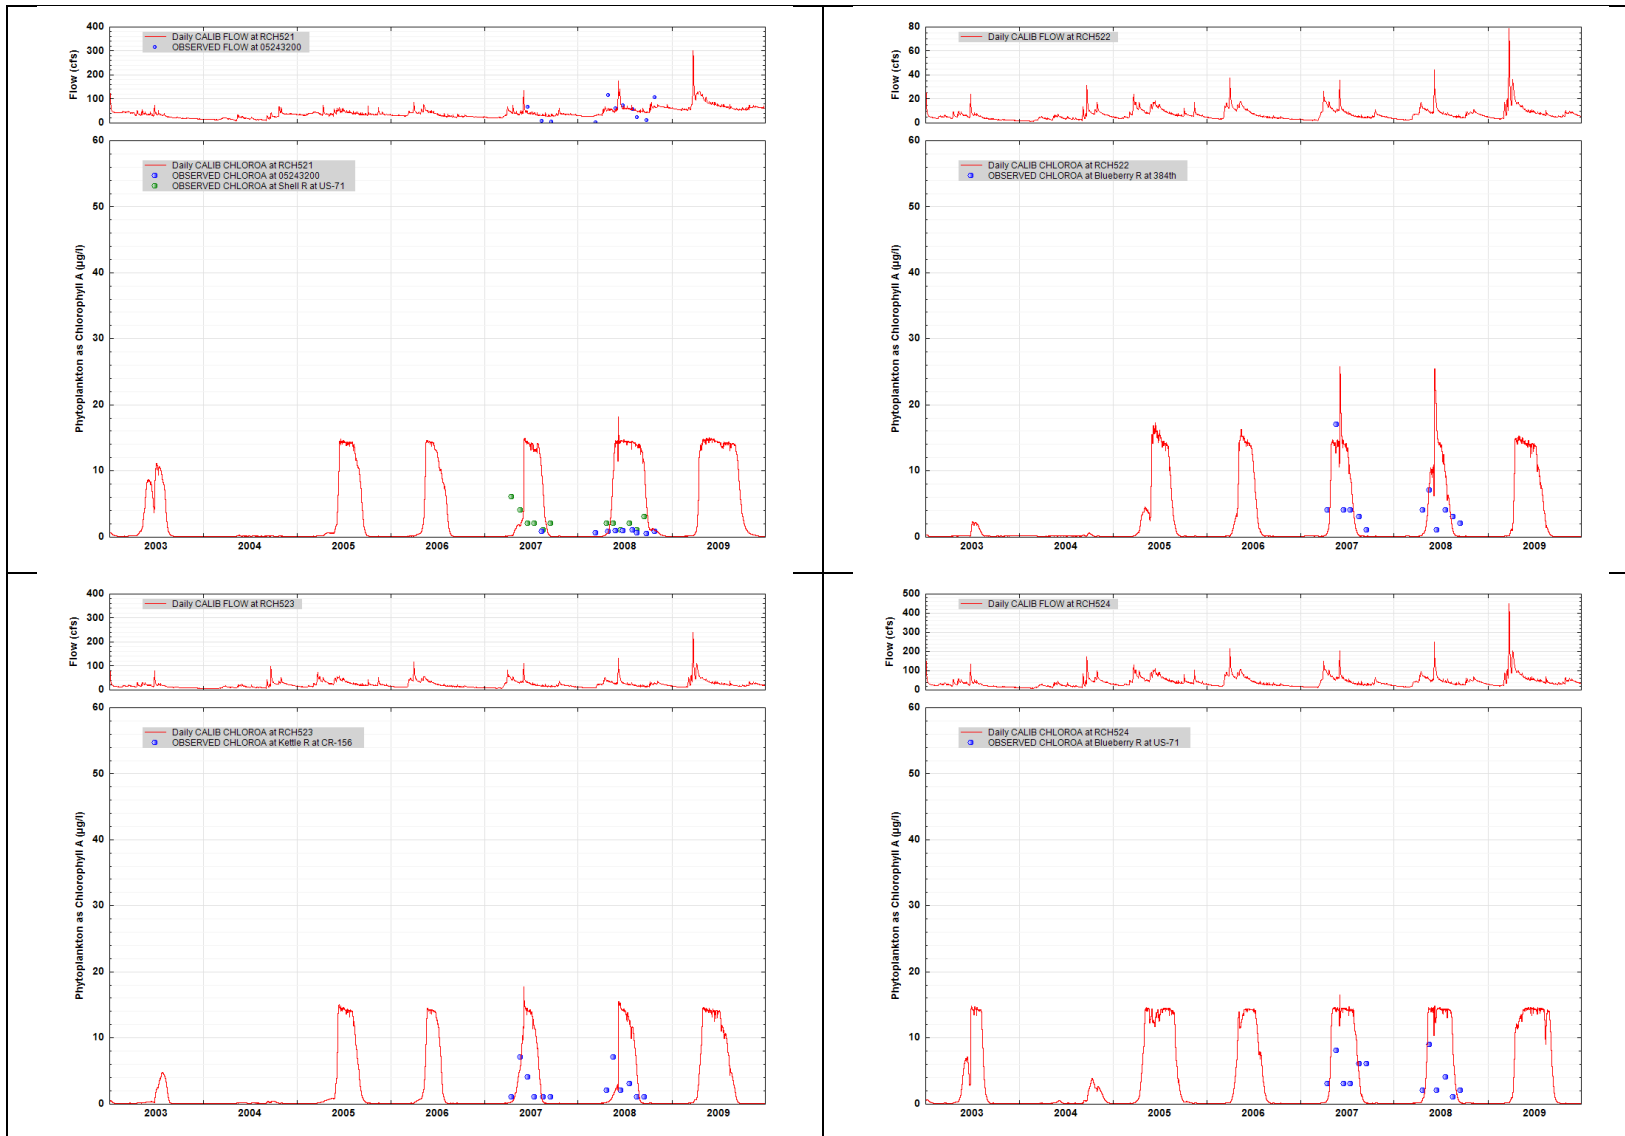 400
300
200
100
0
Flow (cfs)
Daily CALIB FLOW at RCH521
OBSERVED FLOW at 05243200
60
50
40
30
20
10
0
Phytoplankton as Chlorophyll A (µg/l)
Daily CALIB CHLOROA at RCH521
OBSERVED CHLOROA at 05243200
OBSERVED CHLOROA at Shell R at US-71
2003 2004 2005 2006 2007 2008 2009
80
60
40
20
0
Flow (cfs)
Daily CALIB FLOW at RCH522
60
50
40
30
20
10
0
Phytoplankton as Chlorophyll A (µg/l)
Daily CALIB CHLOROA at RCH522
OBSERVED CHLOROA at Blueberry R at 384th
2003 2004 2005 2006 2007 2008 2009
400
300
200
100
0
Flow (cfs)
Daily CALIB FLOW at RCH523
60
50
40
30
20
10
0
Phytoplankton as Chlorophyll A (µg/l)
Daily CALIB CHLOROA at RCH523
OBSERVED CHLOROA at Kettle R at CR-156
2003 2004 2005 2006 2007 2008 2009
500
400
300
200
100
0
Flow (cfs)
Daily CALIB FLOW at RCH524
60
50
40
30
20
10
0
Phytoplankton as Chlorophyll A (µg/l)
Daily CALIB CHLOROA at RCH524
OBSERVED CHLOROA at Blueberry R at US-71
2003 2004 2005 2006 2007 2008 2009